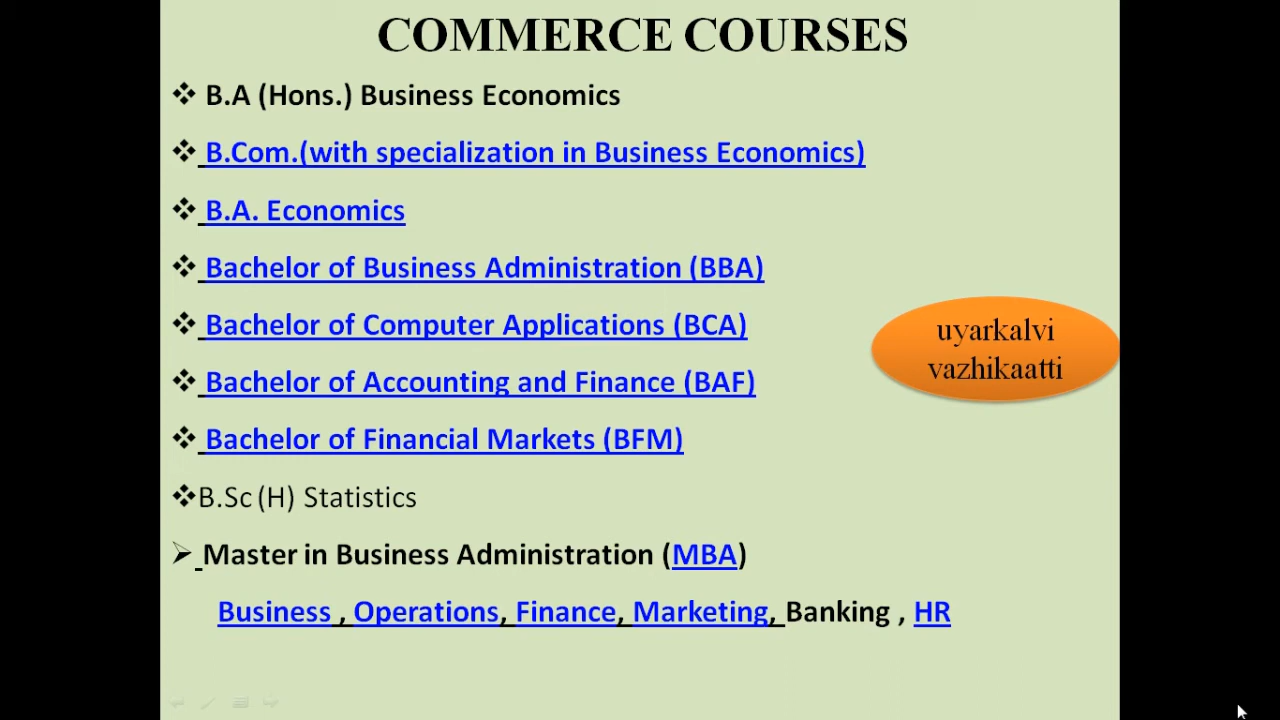 COMMERCE COURSES
B.A (Hons.) Business Economics
B.Com.(with specialization in Business Economics)
B.A. Economics
Bachelor of Business Administration (BBA)
Bachelor of Computer Applications (BCA)
uyarkalvi
vazhikaatti
Bachelor of Accounting and Finance (BAF)
Bachelor of Financial Markets (BFM)
B.Sc (H) Statistics
Master in Business Administration (MBA)
Business , Operations, Finance, Marketing, Banking , HR